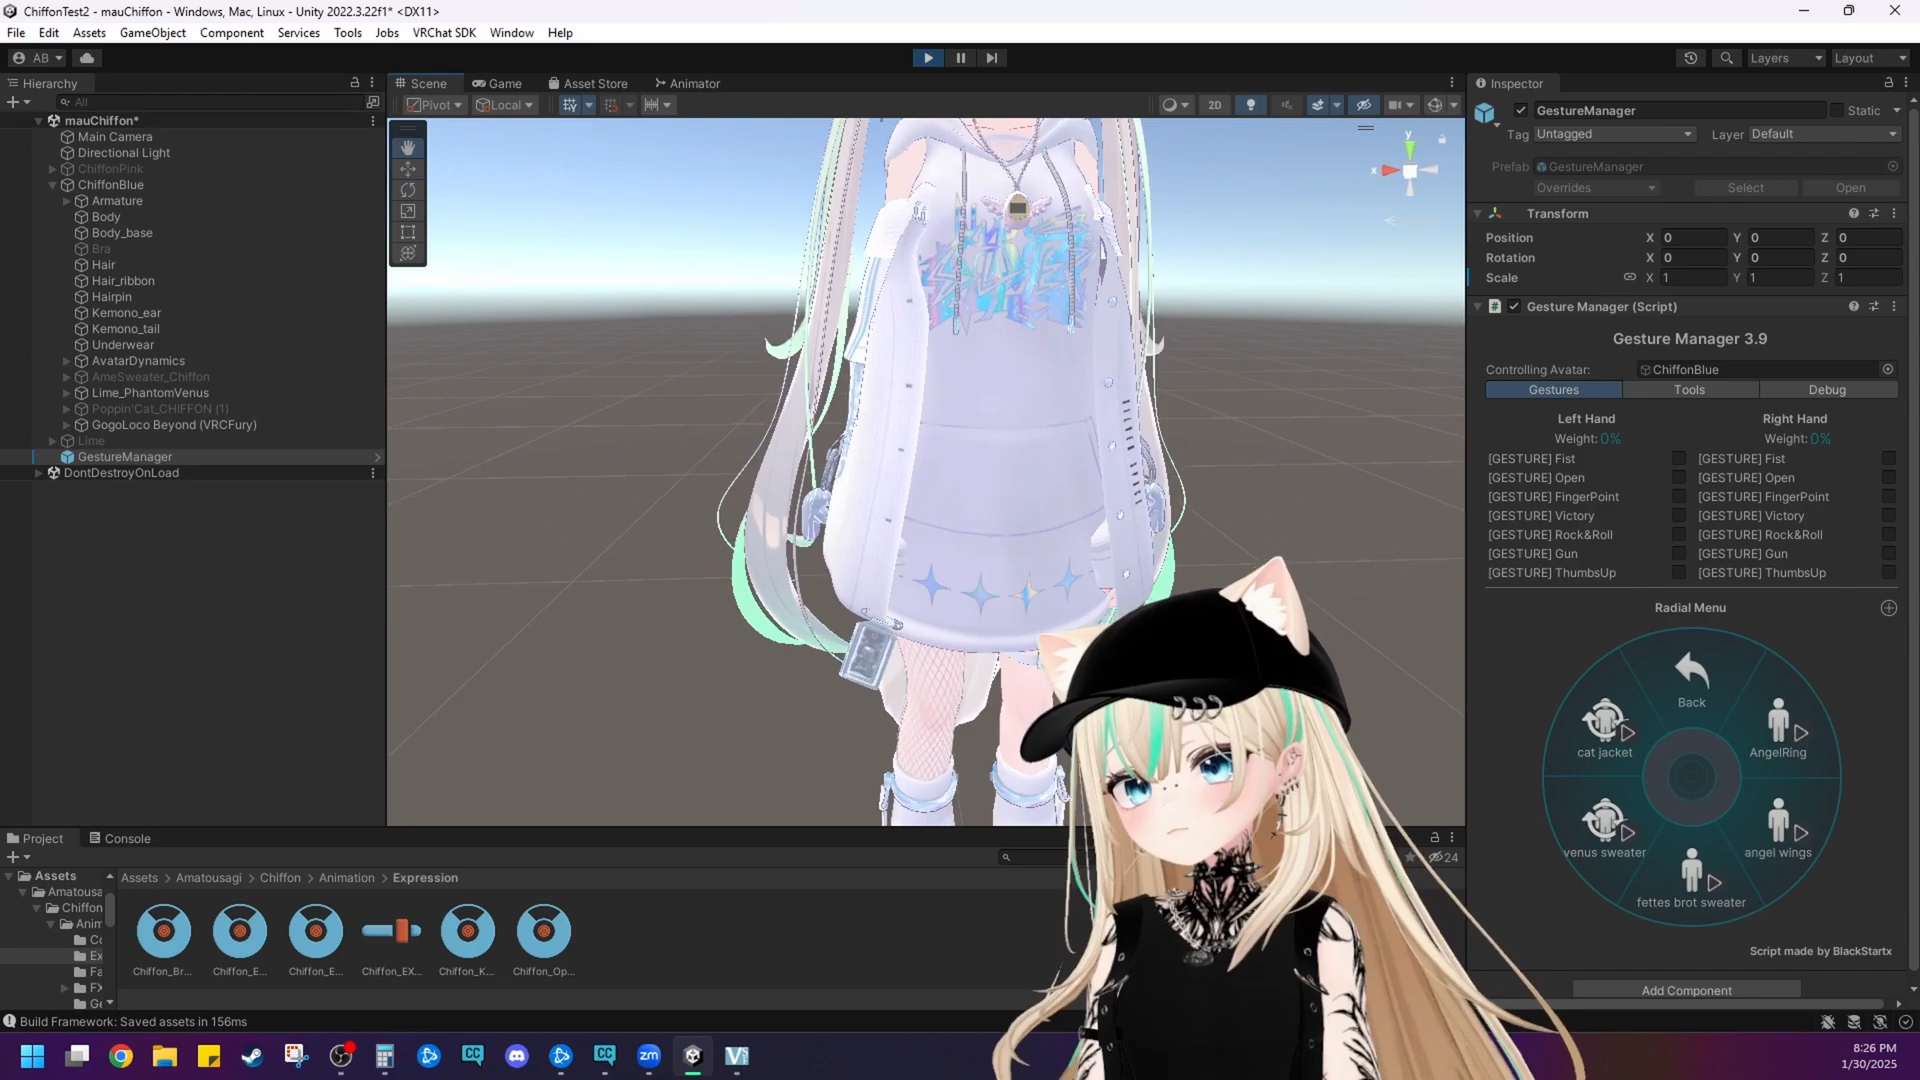 ChiffonTest2 - mauChiffon - Windows, Mac, Linux - Unity 2022.3.22f1* <DX11>
File Edit Assets GameObject Component Services Tools Jobs VRChat SDK Window Help
AB Layers Layout
Hierarchy
All
mauChiffon*
Main Camera
Directional Light
ChiffonPink
ChiffonBlue
Armature
Body
Body_base
Bra
Hair
Hair_ribbon
Hairpin
Kemono_ear
Kemono_tail
Underwear
AvatarDynamics
AmeSweater_Chiffon
Lime_PhantomVenus
Poppin'Cat_CHIFFON (1)
GogoLoco Beyond (VRCFury)
Lime
GestureManager
DontDestroyOnLoad
Scene Game Asset Store Animator
Pivot Local 2D
y
x
Inspector
GestureManager Static
Tag Untagged Layer Default
Prefab GestureManager
Overrides Select Open
Transform
Position X 0 Y 0 Z 0
Rotation X 0 Y 0 Z 0
Scale X 1 Y 1 Z 1
Gesture Manager (Script)
Gesture Manager 3.9
Controlling Avatar: ChiffonBlue
Gestures Tools Debug
Left Hand Right Hand
Weight: 0% Weight: 0%
[GESTURE] Fist [GESTURE] Fist
[GESTURE] Open [GESTURE] Open
[GESTURE] FingerPoint [GESTURE] FingerPoint
[GESTURE] Victory [GESTURE] Victory
[GESTURE] Rock&Roll [GESTURE] Rock&Roll
[GESTURE] Gun [GESTURE] Gun
[GESTURE] ThumbsUp [GESTURE] ThumbsUp
Radial Menu
Back
cat jacket AngelRing
venus sweater angel wings
fettes brot sweater
Script made by BlackStartx
Add Component
Project Console
24
Assets
Amatousa
Chiffon
Anim
Co
Ex
Fa
FX
Ge
Assets Amatousagi Chiffon Animation Expression
Chiffon_Br... Chiffon_E... Chiffon_E... Chiffon_EX... Chiffon_K... Chiffon_Op...
Build Framework: Saved assets in 156ms
CC CC zm
8:26 PM
1/30/2025